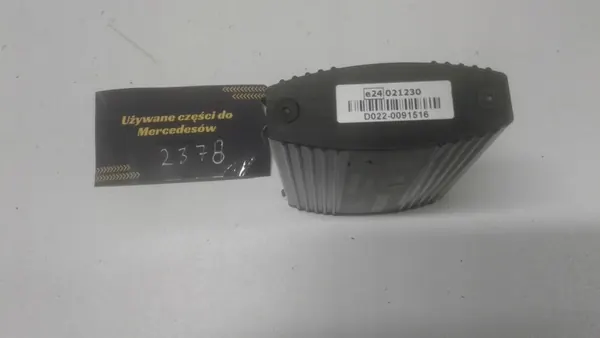 Używane części do
Mercedesów
2378
e24 021230
D022-0091516